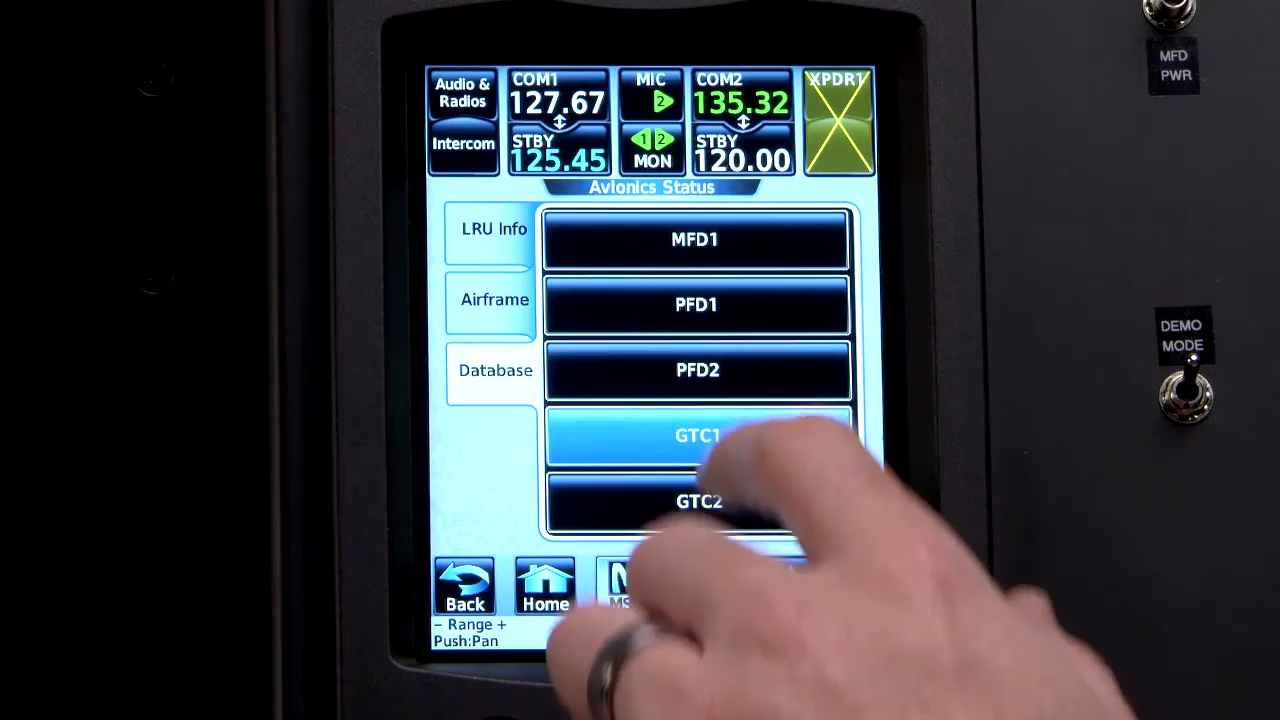 Audio &
Radios
Intercom
COM1
127.67
STBY
125.45
MIC
2
1 2
MON
COM2
135.32
STBY
120.00
XPDR1
Avionics Status
LRU Info
Airframe
Database
MFD1
PFD1
PFD2
GTC1
GTC2
Back
Home
- Range +
Push:Pan
MFD
PWR
DEMO
MODE